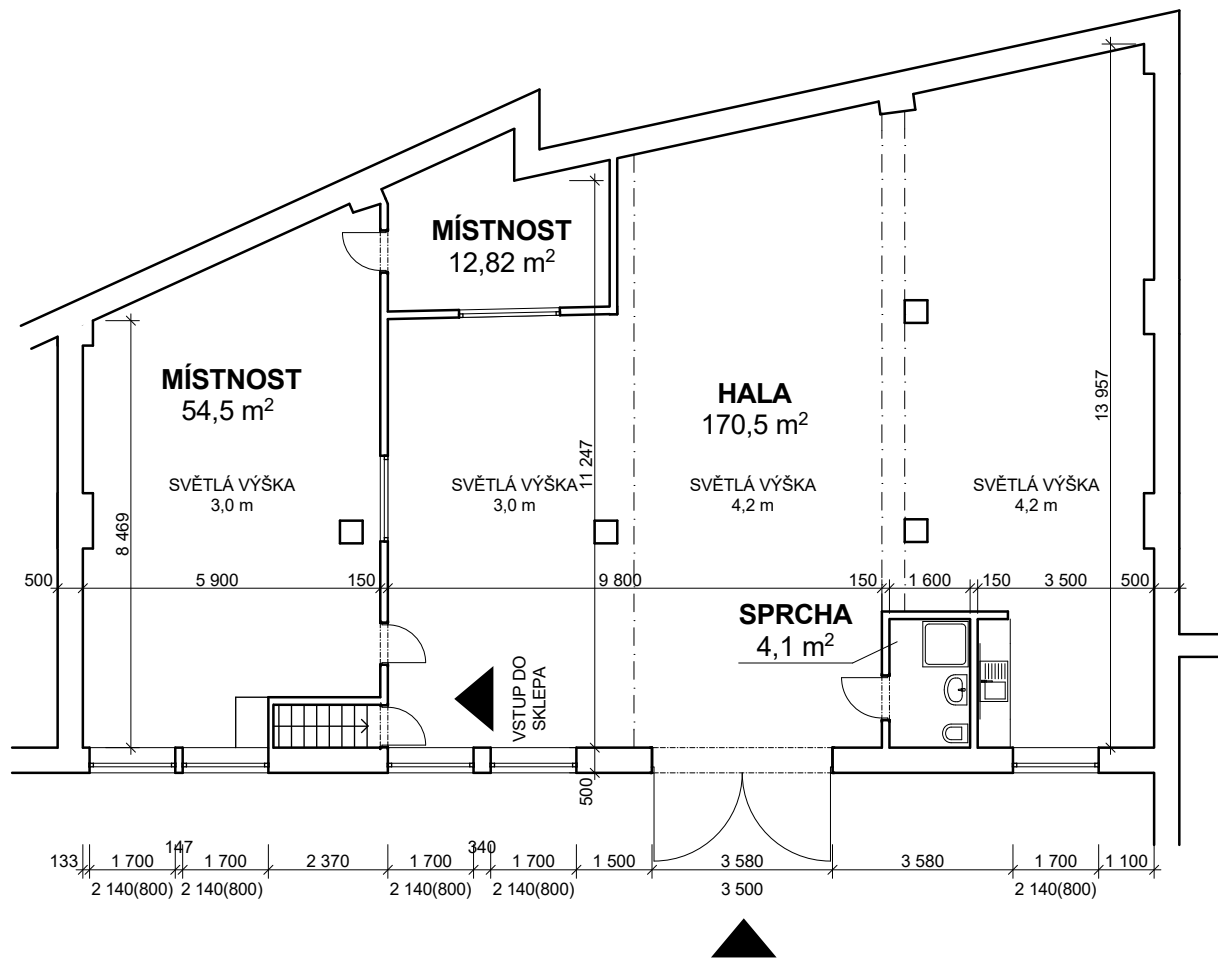 MÍSTNOST
12,82 m²
MÍSTNOST
54,5 m²
HALA
170,5 m²
13 957
11 247
8 469
SVĚTLÁ VÝŠKA
3,0 m
SVĚTLÁ VÝŠKA
3,0 m
SVĚTLÁ VÝŠKA
4,2 m
SVĚTLÁ VÝŠKA
4,2 m
500 5 900 150 9 800 150 1 600 150 3 500 500
SPRCHA
4,1 m²
VSTUP DO
SKLEPA
500
133 1 700 147 1 700 2 370 1 700 340 1 700 1 500 3 580 3 580 1 700 1 100
2 140(800) 2 140(800) 2 140(800) 2 140(800) 3 500 2 140(800)